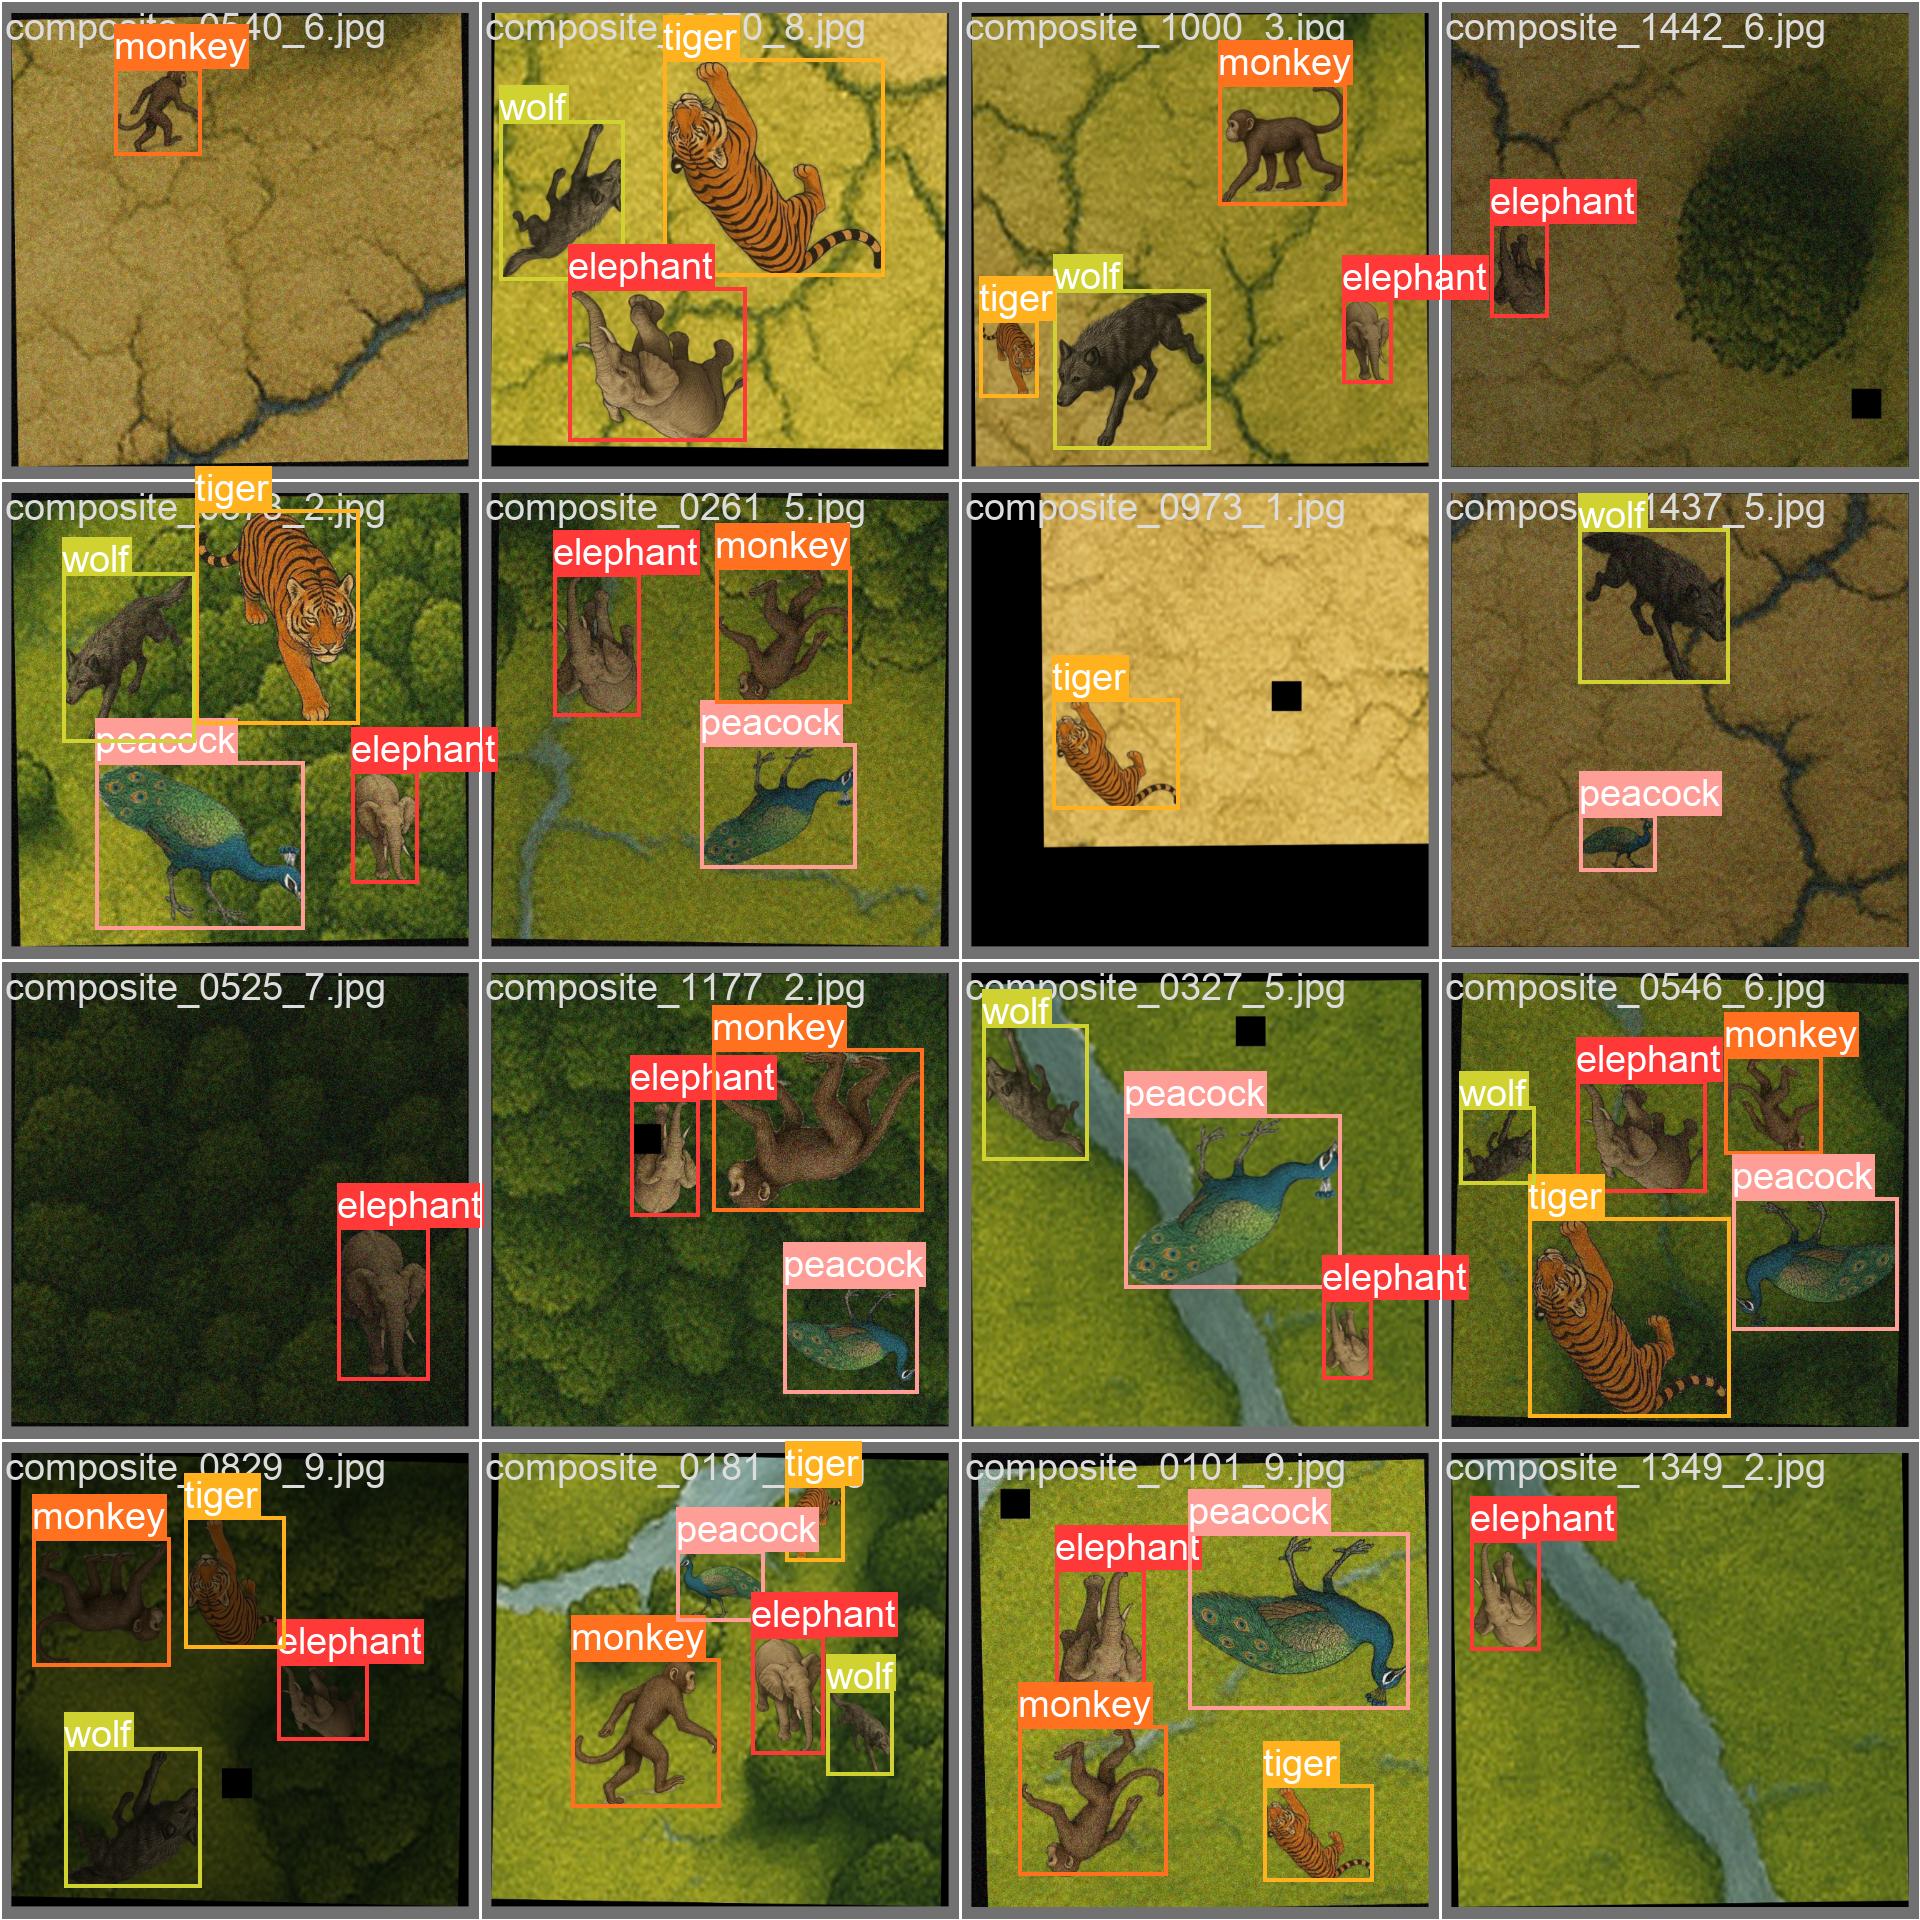 monkey
tiger
wolf
elephant
composite_1000_3.jpg
monkey
elephant
wolf
tiger
composite_1442_6.jpg
elephant
tiger
wolf
peacock
elephant
composite_0261_5.jpg
monkey
elephant
peacock
composite_0973_1.jpg
tiger
wolf
peacock
composite_0525_7.jpg
elephant
composite_1177_2.jpg
monkey
elephant
peacock
composite_0327_5.jpg
wolf
peacock
elephant
composite_0546_6.jpg
monkey
elephant
wolf
peacock
tiger
composite_0829_9.jpg
tiger
monkey
elephant
wolf
tiger
peacock
elephant
monkey
wolf
composite_0101_9.jpg
peacock
elephant
monkey
tiger
composite_1349_2.jpg
elephant